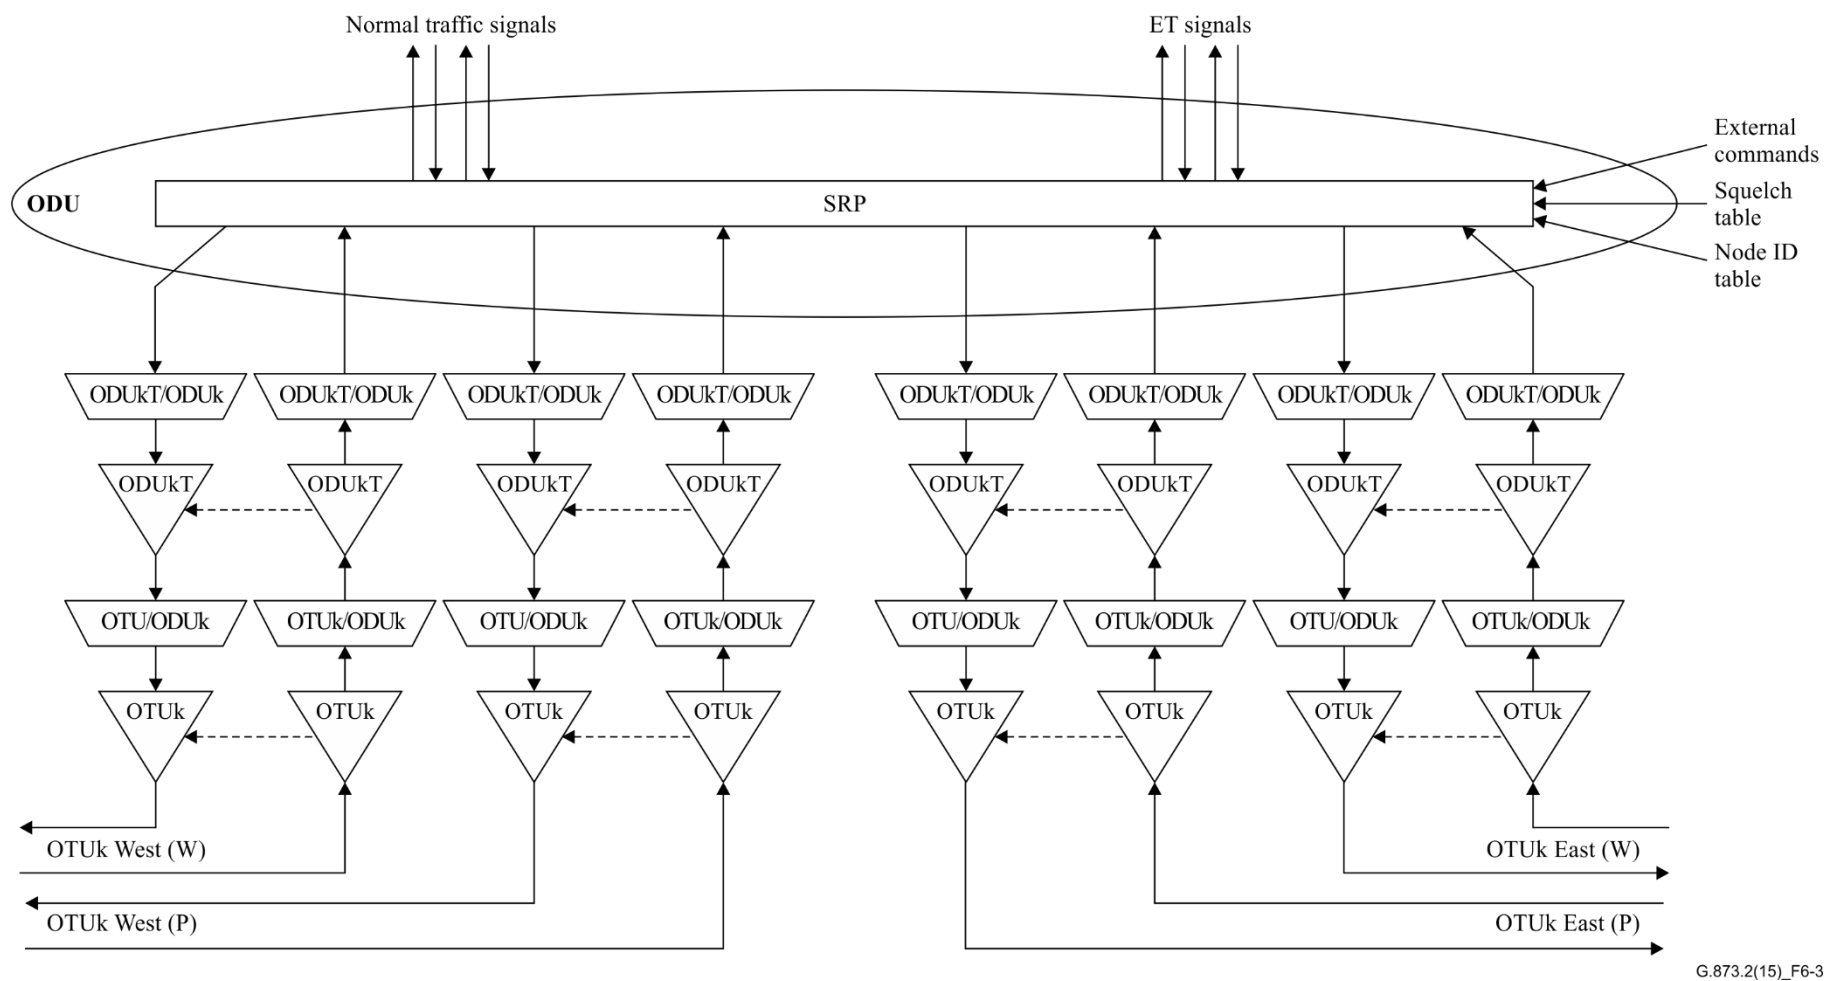 Normal traffic signals
ET signals
External
commands
ODU
SRP
Squelch
table
Node ID
table
ODUkT/ODUk
ODUkT/ODUk
ODUkT/ODUk
ODUkT/ODUk
ODUkT/ODUk
ODUkT/ODUk
ODUkT/ODUk
ODUkT/ODUk
ODUkT
ODUkT
ODUkT
ODUkT
ODUkT
ODUkT
ODUkT
ODUkT
OTU/ODUk
OTUk/ODUk
OTU/ODUk
OTUk/ODUk
OTU/ODUk
OTUk/ODUk
OTU/ODUk
OTUk/ODUk
OTUk
OTUk
OTUk
OTUk
OTUk
OTUk
OTUk
OTUk
OTUk West (W)
OTUk East (W)
OTUk West (P)
OTUk East (P)
G.873.2(15)_F6-3